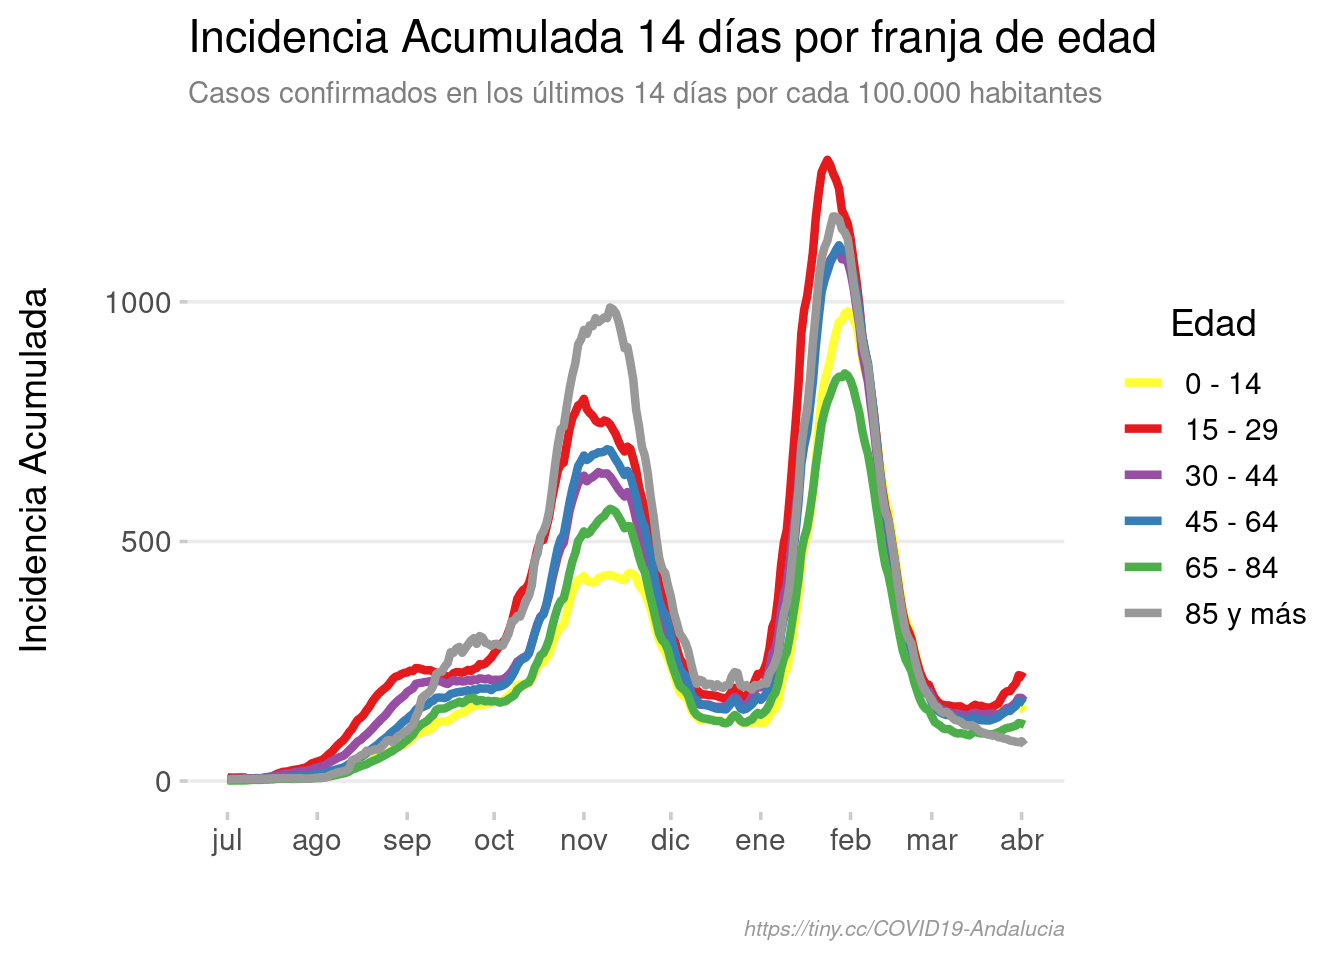 Incidencia Acumulada 14 días por franja de edad
Casos confirmados en los últimos 14 días por cada 100.000 habitantes
Incidencia Acumulada
1000
500
0
jul ago sep oct nov dic ene feb mar abr
Edad
0 - 14
15 - 29
30 - 44
45 - 64
65 - 84
85 y más
https://tiny.cc/COVID19-Andalucia